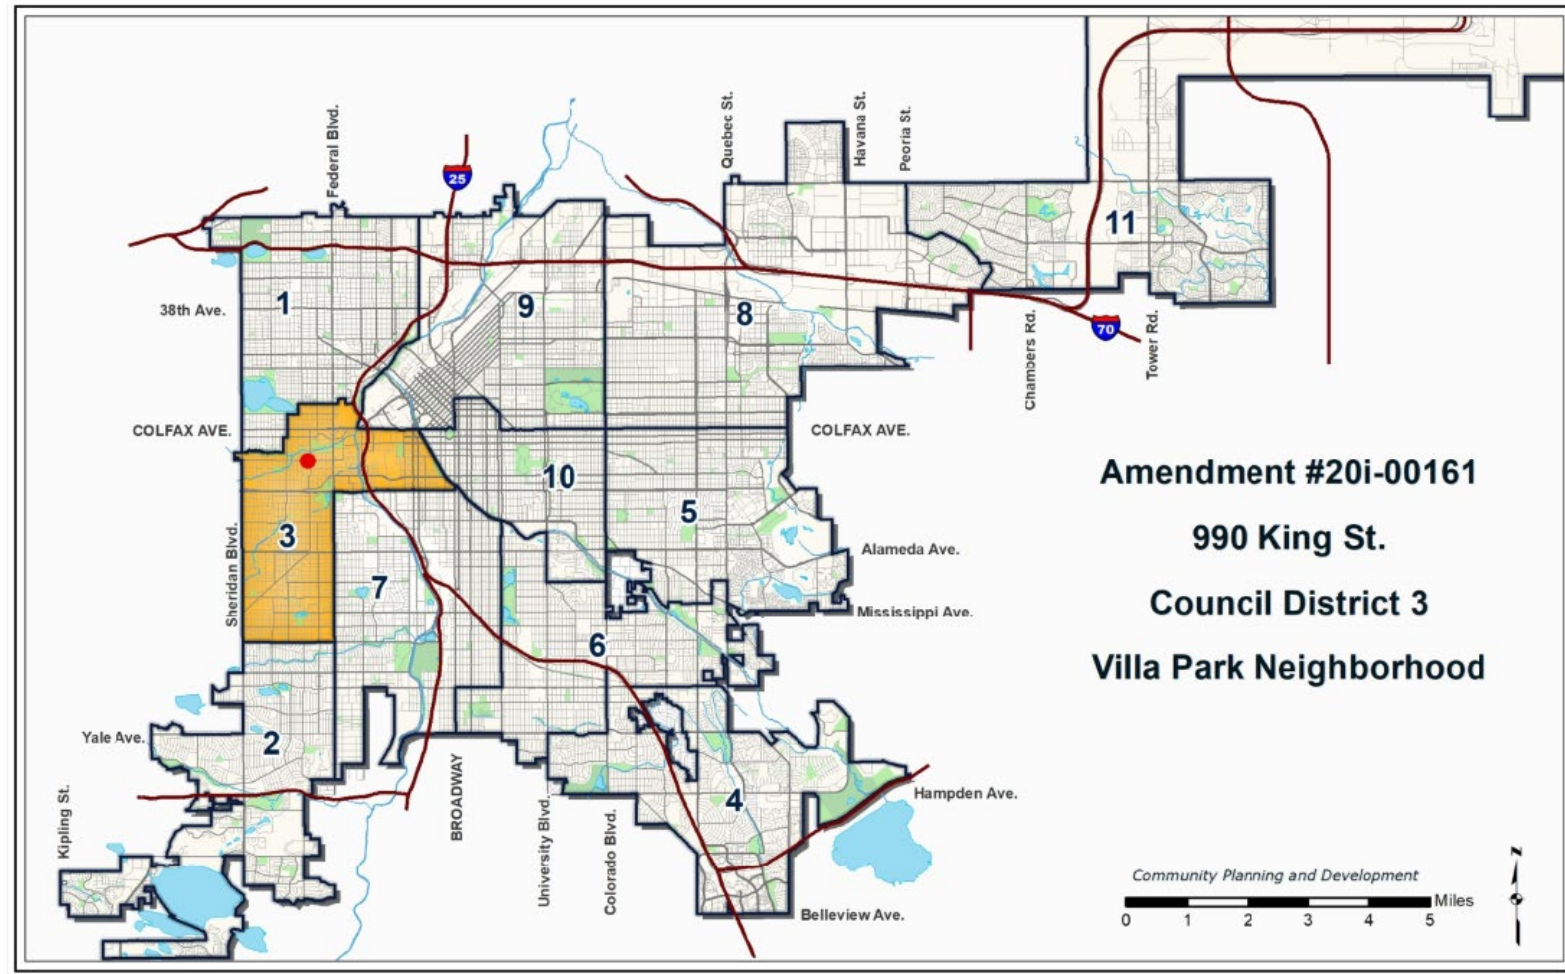 Federal Blvd.
Quebec St.
Havana St.
Peoria St.
25
11
38th Ave.
1
9
8
70
Chambers Rd.
Tower Rd.
COLFAX AVE.
COLFAX AVE.
10
5
3
Sheridan Blvd.
7
Alameda Ave.
Mississippi Ave.
6
Amendment #20i-00161
990 King St.
Council District 3
Villa Park Neighborhood
Yale Ave.
2
4
Hampden Ave.
Kipling St.
BROADWAY
University Blvd.
Colorado Blvd.
Belleview Ave.
Community Planning and Development
Miles
0 1 2 3 4 5
N